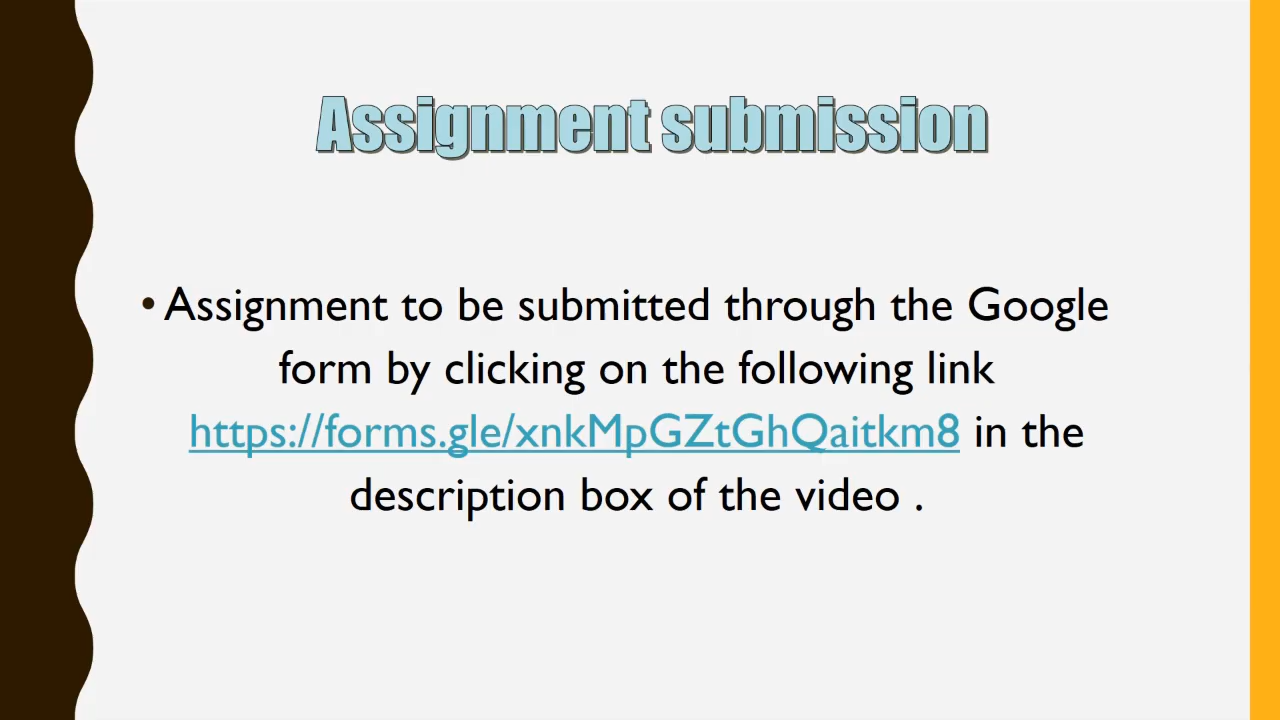 Assignment submission
• Assignment to be submitted through the Google
form by clicking on the following link
https://forms.gle/xnkMpGZtGhQaitkm8 in the
description box of the video .